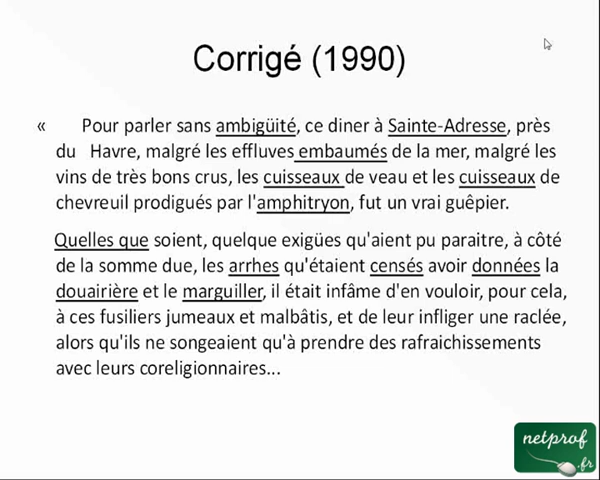 Corrigé (1990)
« Pour parler sans ambigüité, ce diner à Sainte-Adresse, près
du Havre, malgré les effluves embaumés de la mer, malgré les
vins de très bons crus, les cuisseaux de veau et les cuisseaux de
chevreuil prodigués par l'amphitryon, fut un vrai guêpier.
Quelles que soient, quelque exigües qu'aient pu paraitre, à côté
de la somme due, les arrhes qu'étaient censés avoir données la
douairière et le marguiller, il était infâme d'en vouloir, pour cela,
à ces fusiliers jumeaux et malbâtis, et de leur infliger une raclée,
alors qu'ils ne songeaient qu'à prendre des rafraichissements
avec leurs coreligionnaires...
netprof
.fr